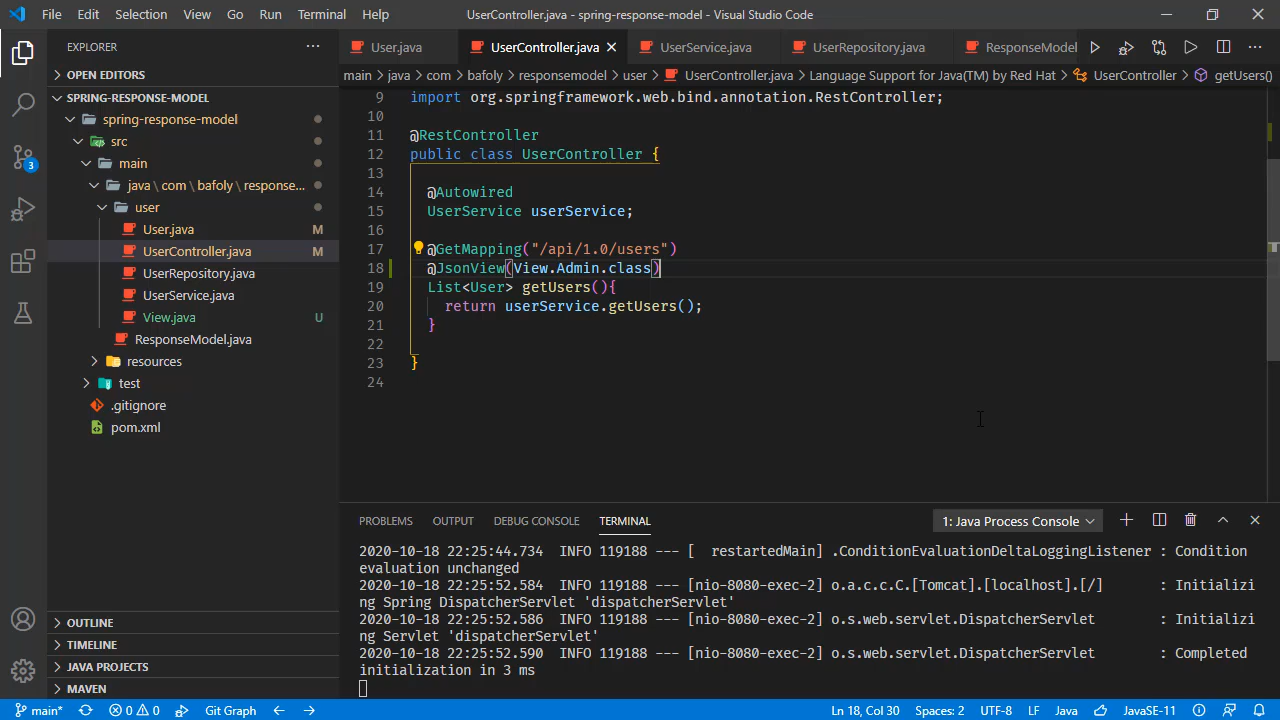 File Edit Selection View Go Run Terminal Help
UserController.java - spring-response-model - Visual Studio Code
EXPLORER
OPEN EDITORS
SPRING-RESPONSE-MODEL
spring-response-model
src
main
java \ com \ bafoly \ response...
user
User.java M
UserController.java M
UserRepository.java
UserService.java
View.java U
ResponseModel.java
resources
test
.gitignore
pom.xml
OUTLINE
TIMELINE
JAVA PROJECTS
MAVEN
3
User.java UserController.java UserService.java UserRepository.java ResponseModel
main > java > com > bafoly > responsemodel > user > UserController.java > Language Support for Java(TM) by Red Hat > UserController > getUsers()
9 import org.springframework.web.bind.annotation.RestController;
10
11 @RestController
12 public class UserController {
13
14 @Autowired
15 UserService userService;
16
17 @GetMapping("/api/1.0/users")
18 @JsonView(View.Admin.class)
19 List<User> getUsers(){
20 return userService.getUsers();
21 }
22
23 }
24
PROBLEMS OUTPUT DEBUG CONSOLE TERMINAL 1: Java Process Console
2020-10-18 22:25:44.734 INFO 119188 --- [ restartedMain] .ConditionEvaluationDeltaLoggingListener : Condition
evaluation unchanged
2020-10-18 22:25:52.584 INFO 119188 --- [nio-8080-exec-2] o.a.c.c.C.[Tomcat].[localhost].[/] : Initializi
ng Spring DispatcherServlet 'dispatcherServlet'
2020-10-18 22:25:52.586 INFO 119188 --- [nio-8080-exec-2] o.s.web.servlet.DispatcherServlet : Initializi
ng Servlet 'dispatcherServlet'
2020-10-18 22:25:52.590 INFO 119188 --- [nio-8080-exec-2] o.s.web.servlet.DispatcherServlet : Completed
initialization in 3 ms
main* 0 0 Git Graph Ln 18, Col 30 Spaces: 2 UTF-8 LF Java JavaSE-11